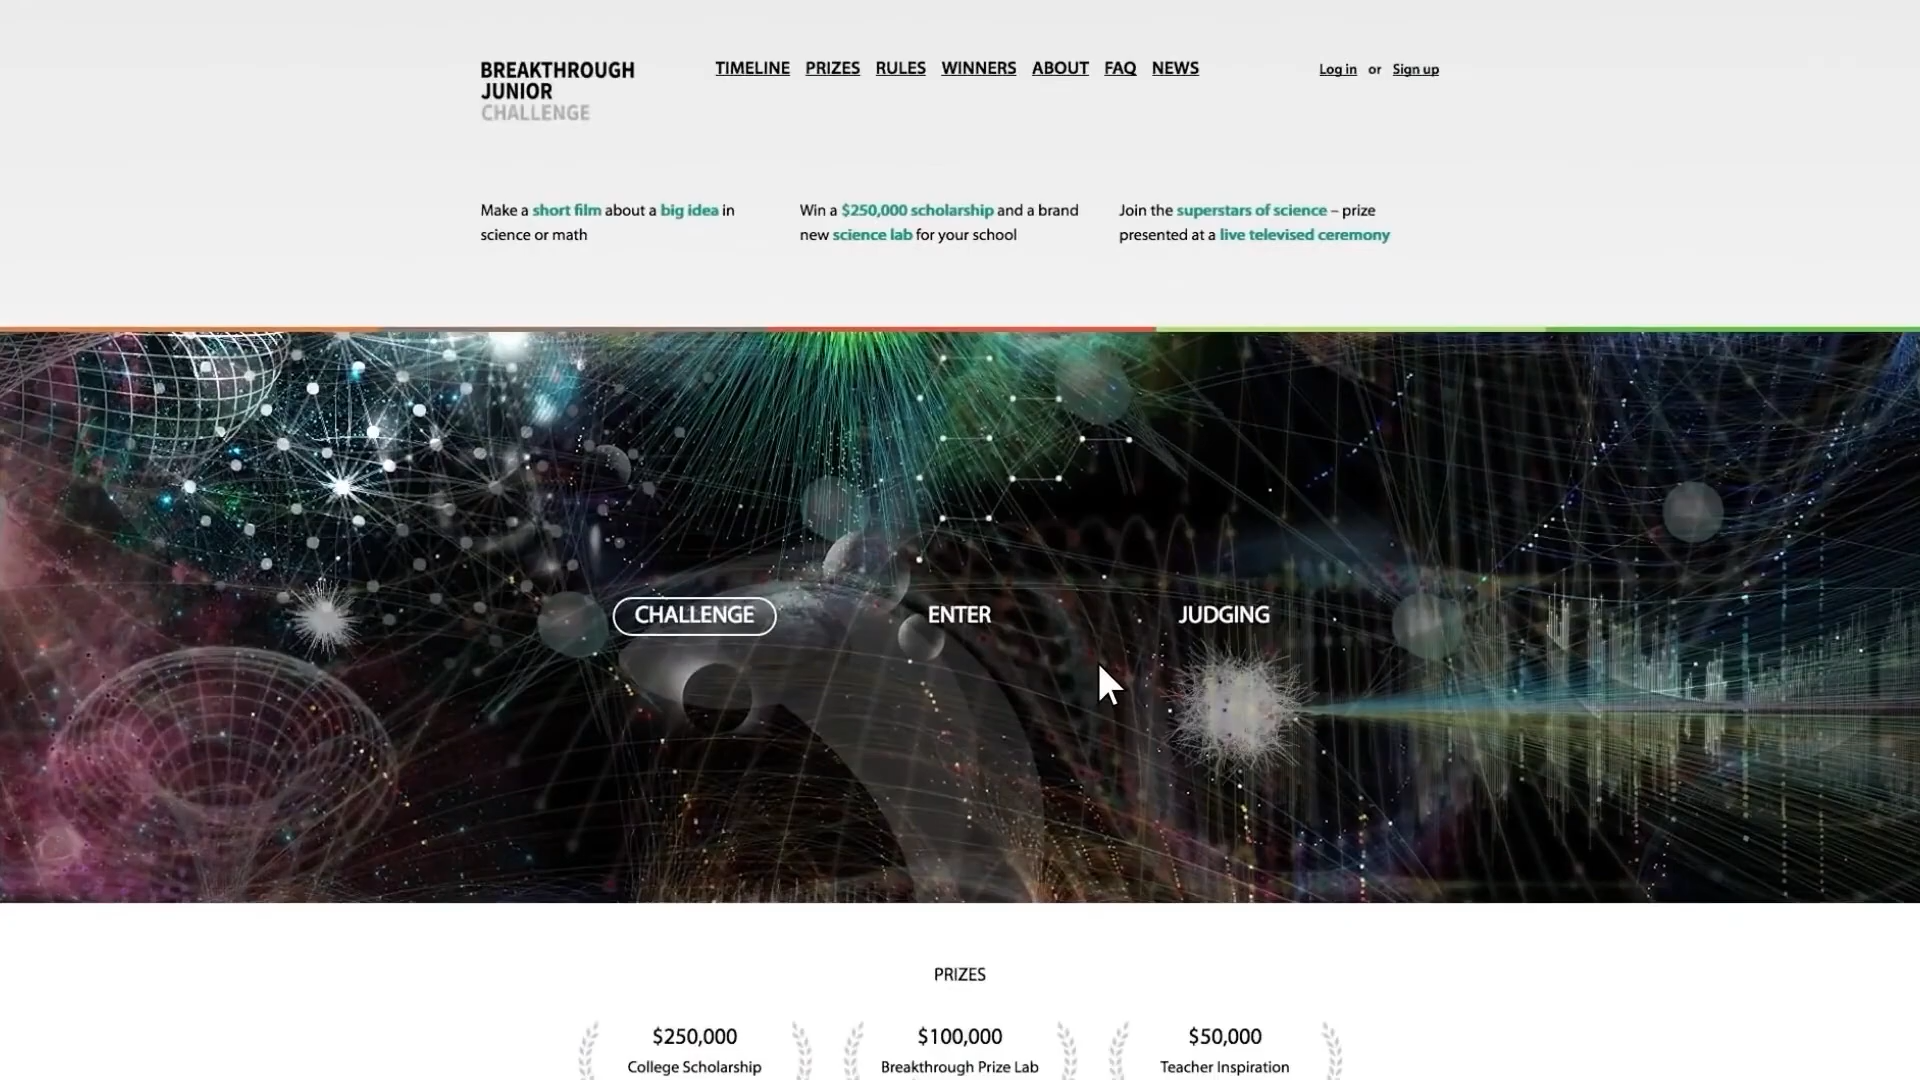 BREAKTHROUGH
JUNIOR
CHALLENGE
TIMELINE PRIZES RULES WINNERS ABOUT FAQ NEWS
Log in or Sign up
Make a short film about a big idea in
science or math
Win a $250,000 scholarship and a brand
new science lab for your school
Join the superstars of science – prize
presented at a live televised ceremony
CHALLENGE ENTER JUDGING
PRIZES
$250,000
College Scholarship
$100,000
Breakthrough Prize Lab
$50,000
Teacher Inspiration